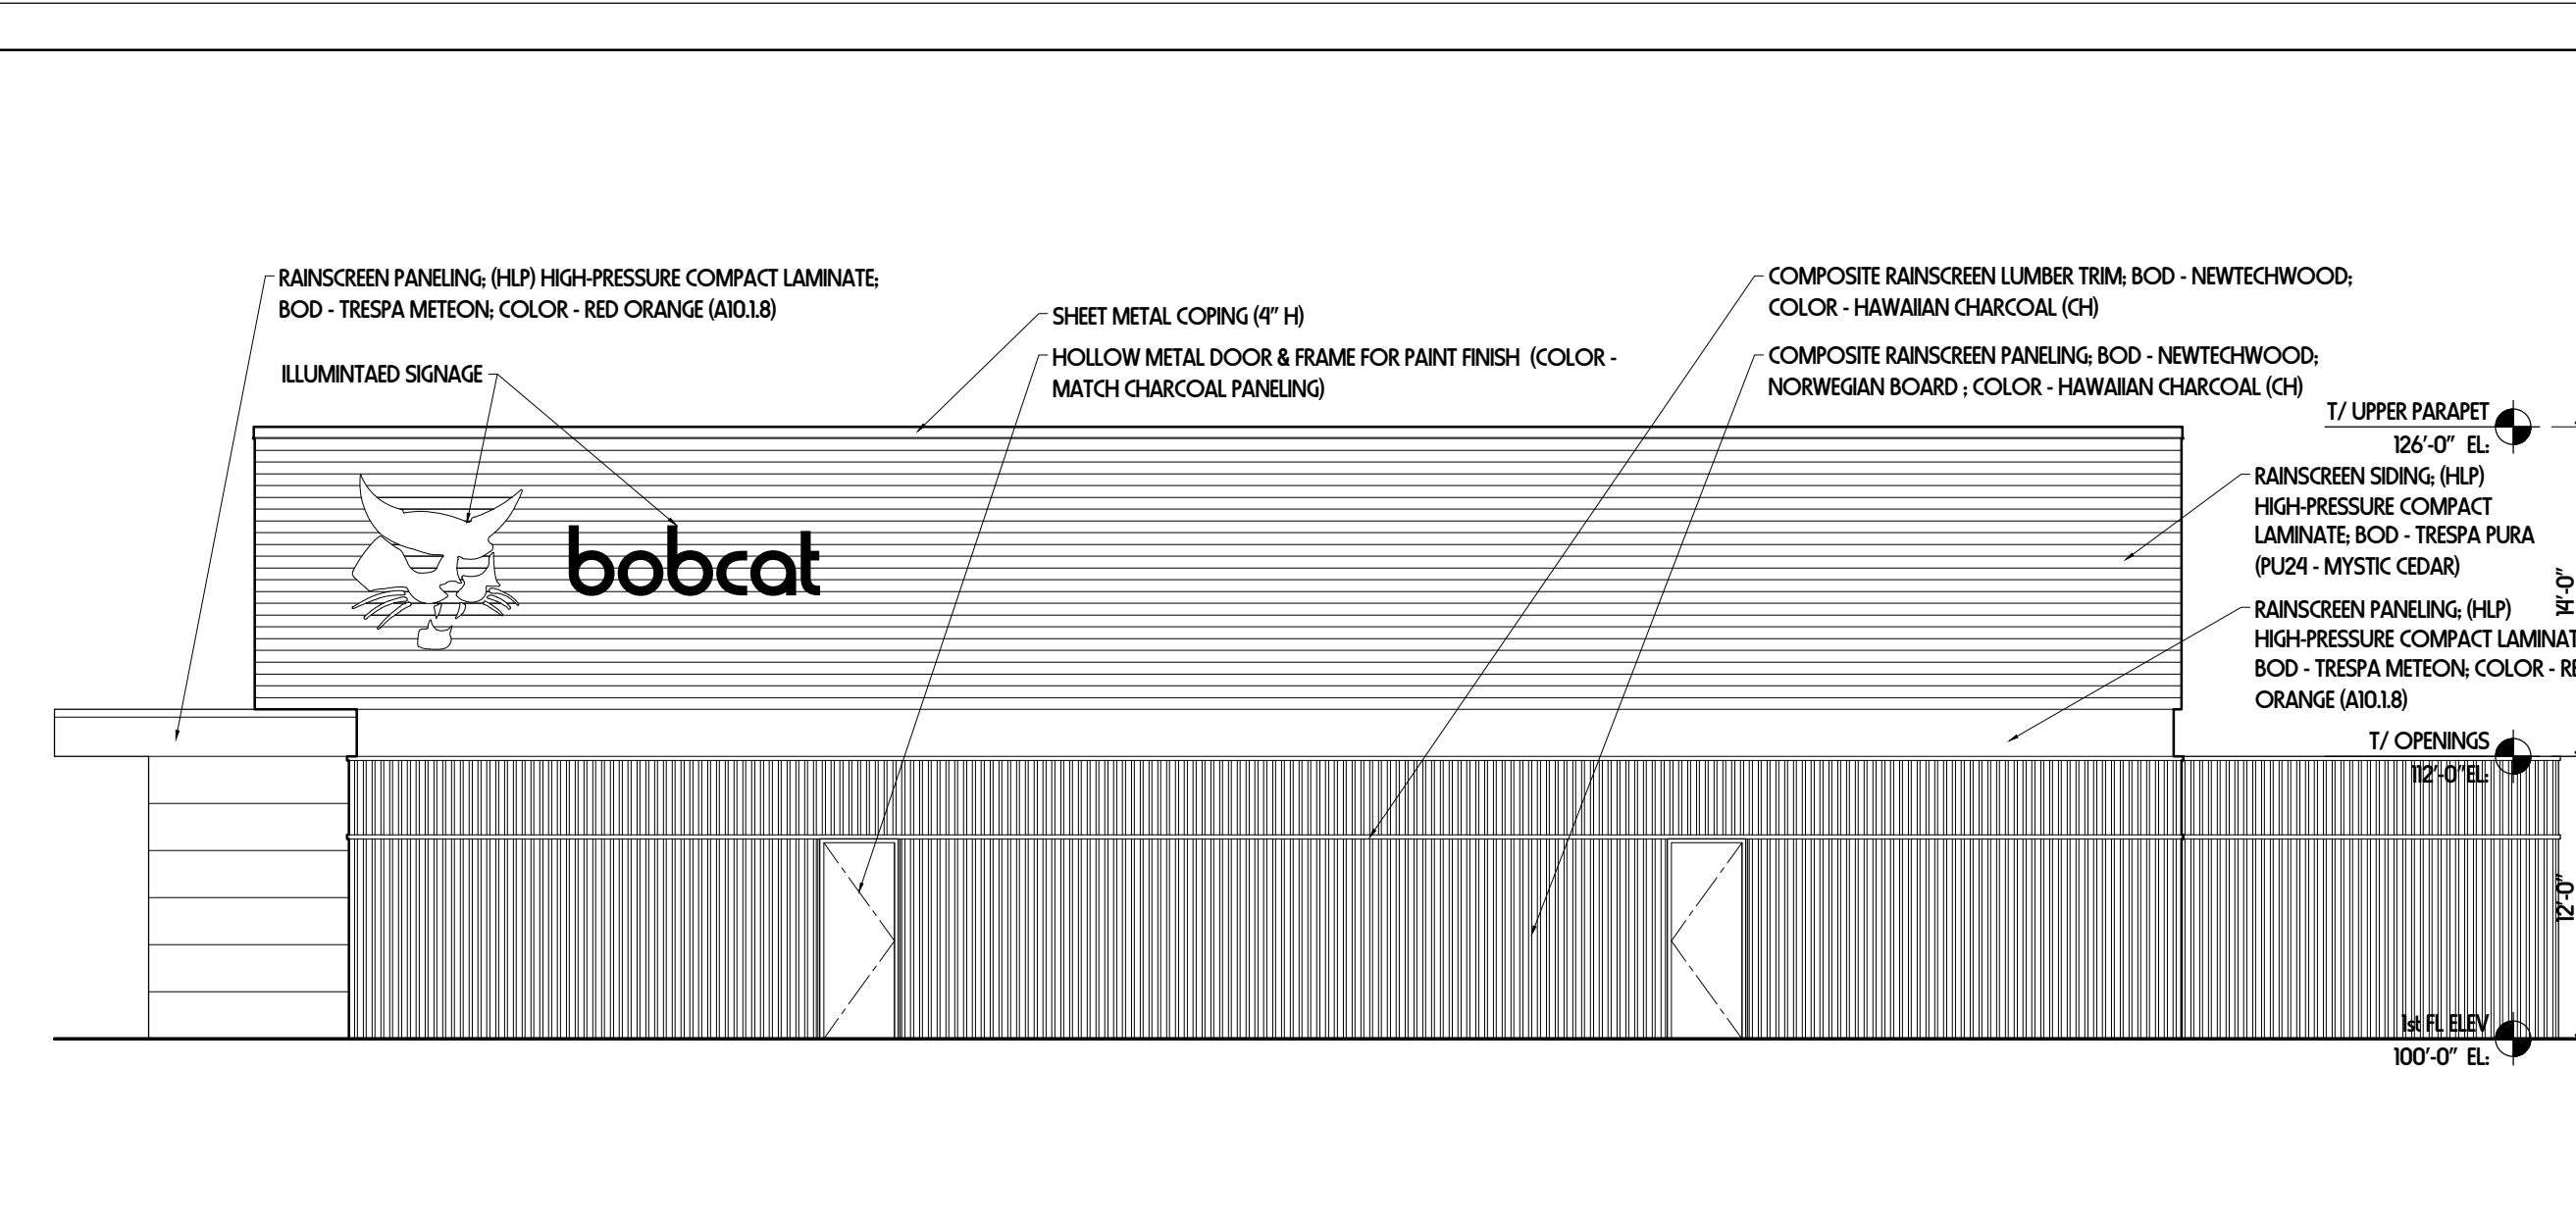 RAINSCREEN PANELING; (HLP) HIGH-PRESSURE COMPACT LAMINATE;
BOD - TRESPA METEON; COLOR - RED ORANGE (A10.1.8)
ILLUMINTAED SIGNAGE
SHEET METAL COPING (4" H)
HOLLOW METAL DOOR & FRAME FOR PAINT FINISH (COLOR -
MATCH CHARCOAL PANELING)
COMPOSITE RAINSCREEN LUMBER TRIM; BOD - NEWTECHWOOD;
COLOR - HAWAIIAN CHARCOAL (CH)
COMPOSITE RAINSCREEN PANELING; BOD - NEWTECHWOOD;
NORWEGIAN BOARD ; COLOR - HAWAIIAN CHARCOAL (CH)
T/ UPPER PARAPET
126'-0" EL:
RAINSCREEN SIDING; (HLP)
HIGH-PRESSURE COMPACT
LAMINATE; BOD - TRESPA PURA
(PU24 - MYSTIC CEDAR)
14'-0"
RAINSCREEN PANELING; (HLP)
HIGH-PRESSURE COMPACT LAMINAT
BOD - TRESPA METEON; COLOR - RE
ORANGE (A10.1.8)
bobcat
T/ OPENINGS
112'-0" EL:
12'-0"
1st FL ELEV
100'-0" EL: